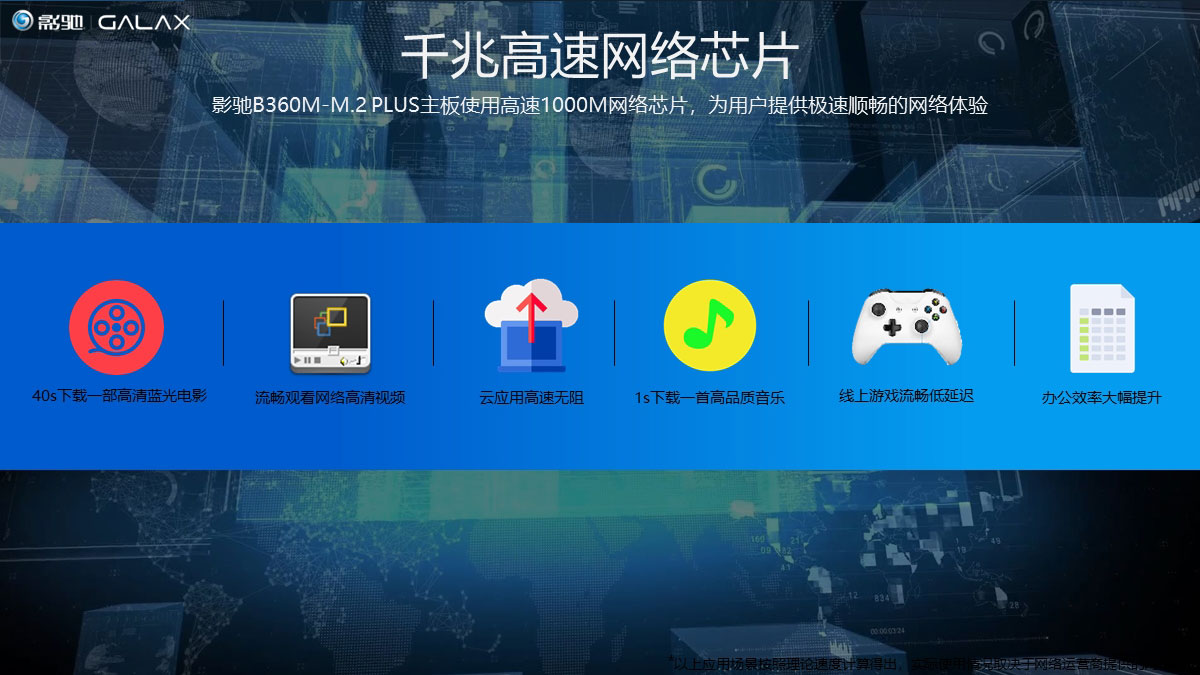 影驰 | GALAX
千兆高速网络芯片
影驰B360M-M.2 PLUS主板使用高速1000M网络芯片，为用户提供极速顺畅的网络体验
40s下载一部高清蓝光电影
流畅观看网络高清视频
云应用高速无阻
1s下载一首高品质音乐
线上游戏流畅低延迟
办公效率大幅提升
*以上应用场景按照理论速度计算得出，实际使用情况取决于网络运营商提供的